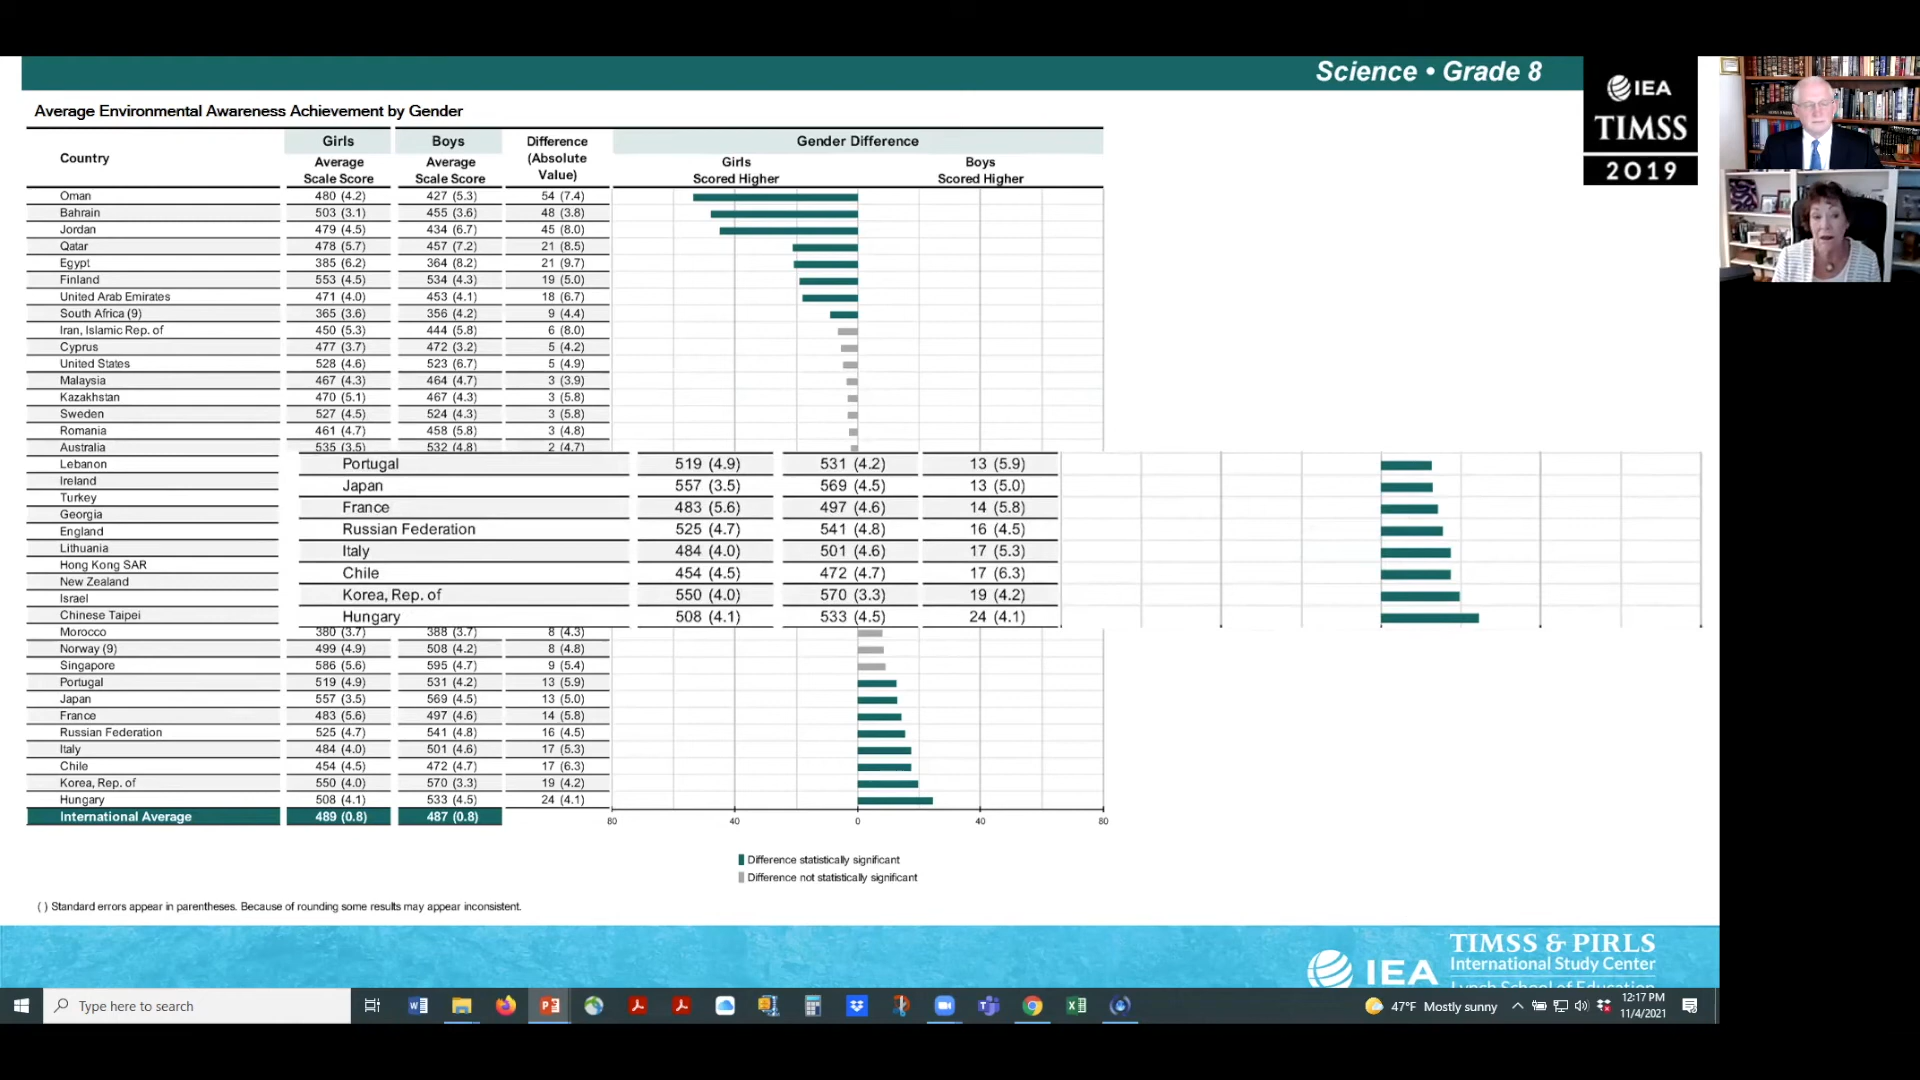 Science • Grade 8
IEA
TIMSS
2019
Average Environmental Awareness Achievement by Gender
Country Girls Average Scale Score Boys Average Scale Score Difference (Absolute Value) Gender Difference Girls Scored Higher Boys Scored Higher
Oman 480 (4.2) 427 (5.3) 54 (7.4)
Bahrain 503 (3.1) 455 (3.6) 48 (3.8)
Jordan 479 (4.5) 434 (6.7) 45 (8.0)
Qatar 478 (5.7) 457 (7.2) 21 (8.5)
Egypt 385 (6.2) 364 (8.2) 21 (9.7)
Finland 553 (4.5) 534 (4.3) 19 (5.0)
United Arab Emirates 471 (4.0) 453 (4.1) 18 (6.7)
South Africa (9) 365 (3.6) 356 (4.2) 9 (4.4)
Iran, Islamic Rep. of 450 (5.3) 444 (5.8) 6 (8.0)
Cyprus 477 (3.7) 472 (3.2) 5 (4.2)
United States 528 (4.6) 523 (6.7) 5 (4.9)
Malaysia 467 (4.3) 464 (4.7) 3 (3.9)
Kazakhstan 470 (5.1) 467 (4.3) 3 (5.8)
Sweden 527 (4.5) 524 (4.3) 3 (5.8)
Romania 461 (4.7) 458 (5.8) 3 (4.8)
Australia 535 (3.5) 532 (4.8) 2 (4.7)
Lebanon
Ireland
Turkey
Georgia
England
Lithuania
Hong Kong SAR
New Zealand
Israel
Chinese Taipei
Portugal 519 (4.9) 531 (4.2) 13 (5.9)
Japan 557 (3.5) 569 (4.5) 13 (5.0)
France 483 (5.6) 497 (4.6) 14 (5.8)
Russian Federation 525 (4.7) 541 (4.8) 16 (4.5)
Italy 484 (4.0) 501 (4.6) 17 (5.3)
Chile 454 (4.5) 472 (4.7) 17 (6.3)
Korea, Rep. of 550 (4.0) 570 (3.3) 19 (4.2)
Hungary 508 (4.1) 533 (4.5) 24 (4.1)
Morocco 380 (3.7) 388 (3.7) 8 (4.3)
Norway (9) 499 (4.9) 508 (4.2) 8 (4.8)
Singapore 586 (5.6) 595 (4.7) 9 (5.4)
Portugal 519 (4.9) 531 (4.2) 13 (5.9)
Japan 557 (3.5) 569 (4.5) 13 (5.0)
France 483 (5.6) 497 (4.6) 14 (5.8)
Russian Federation 525 (4.7) 541 (4.8) 16 (4.5)
Italy 484 (4.0) 501 (4.6) 17 (5.3)
Chile 454 (4.5) 472 (4.7) 17 (6.3)
Korea, Rep. of 550 (4.0) 570 (3.3) 19 (4.2)
Hungary 508 (4.1) 533 (4.5) 24 (4.1)
International Average 489 (0.8) 487 (0.8)
80 40 0 40 80
Difference statistically significant
Difference not statistically significant
( ) Standard errors appear in parentheses. Because of rounding some results may appear inconsistent.
IEA
TIMSS & PIRLS
International Study Center
Lynch School of Education
Type here to search
47°F Mostly sunny
12:17 PM
11/4/2021